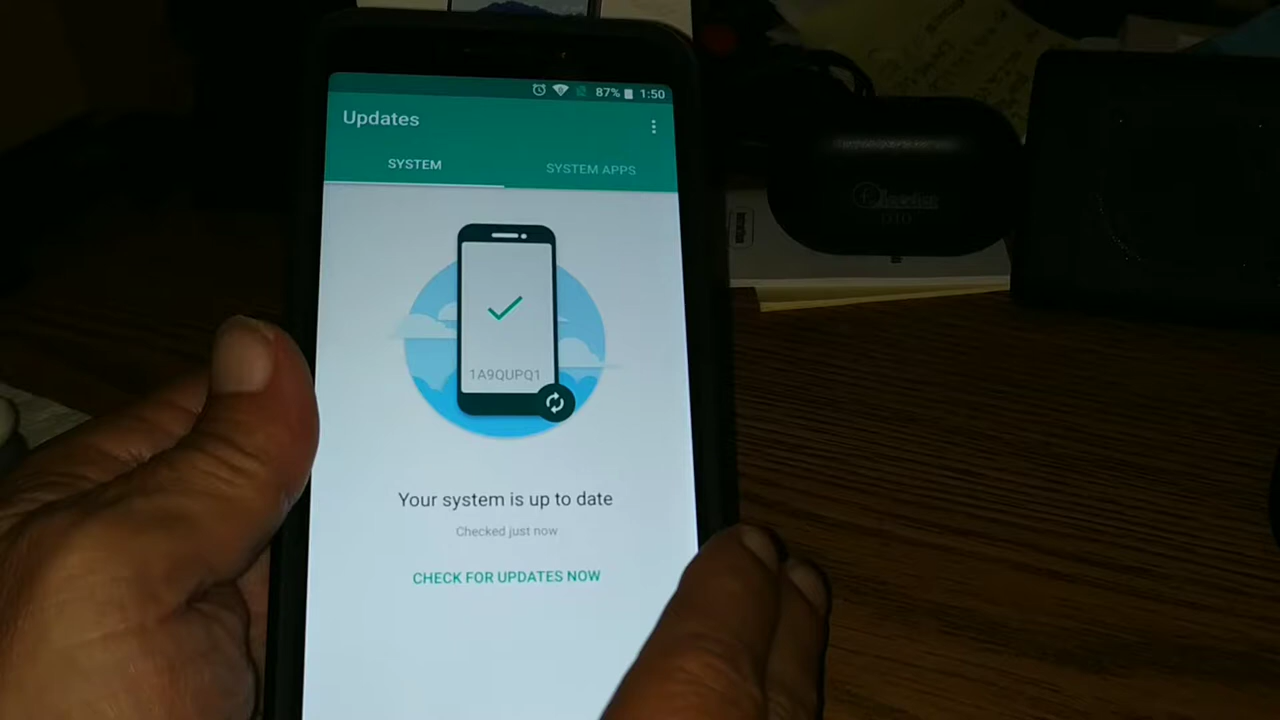 87% 1:50
Updates
SYSTEM
SYSTEM APPS
1A9QUPQ1
Your system is up to date
Checked just now
CHECK FOR UPDATES NOW